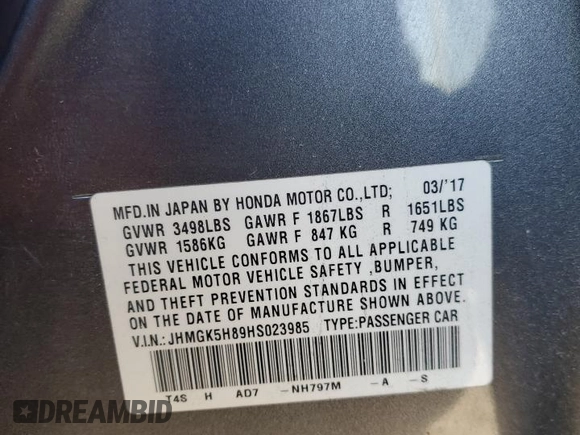 MFD.IN JAPAN BY HONDA MOTOR CO.,LTD; 03/'17
GVWR 3498LBS GAWR F 1867LBS R 1651LBS
GVWR 1586KG GAWR F 847 KG R 749 KG
THIS VEHICLE CONFORMS TO ALL APPLICABLE
FEDERAL MOTOR VEHICLE SAFETY ,BUMPER,
AND THEFT PREVENTION STANDARDS IN EFFECT
ON THE DATE OF MANUFACTURE SHOWN ABOVE.
V.I.N.: JHMGK5H89HS023985 TYPE:PASSENGER CAR
T4S H AD7 -NH797M -A -S
DREAMBID